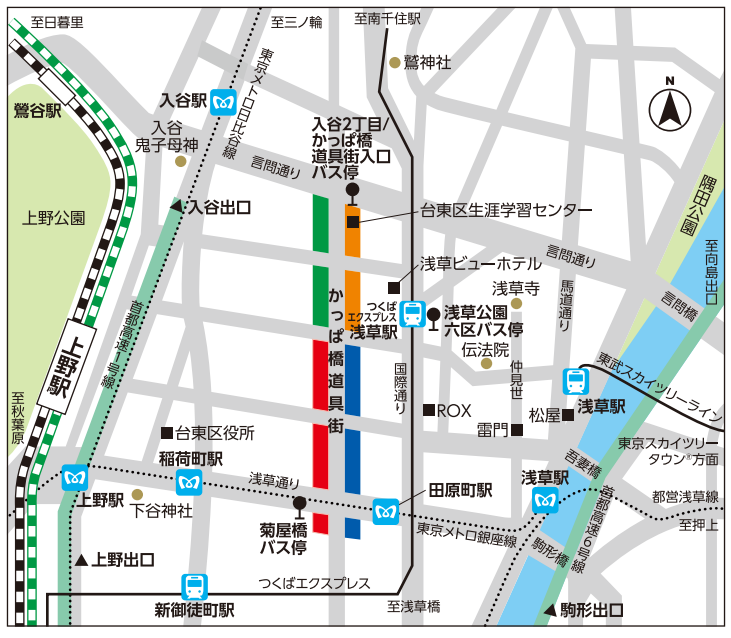 至日暮里
至三ノ輪
至南千住駅
鷲神社
N
鶯谷駅
入谷駅
東京メトロ日比谷線
入谷
鬼子母神
入谷2丁目/
かっぱ橋
道具街入口
バス停
言問通り
上野公園
入谷出口
台東区生涯学習センター
隅田公園
至向島出口
言問通り
浅草ビューホテル
浅草寺
馬道通り
言問橋
首都高速1号線
かっぱ橋道具街
つくば
エクスプレス
浅草駅
浅草公園
六区バス停
伝法院
上野駅
国際通り
仲見世
東武スカイツリーライン
浅草駅
至秋葉原
ROX
松屋
雷門
台東区役所
東京スカイツリー
タウン®方面
稲荷町駅
吾妻橋
浅草通り
浅草駅
上野駅
下谷神社
田原町駅
首都高速6号線
都営浅草線
至押上
菊屋橋
バス停
東京メトロ銀座線
駒形橋
上野出口
つくばエクスプレス
新御徒町駅
至浅草橋
駒形出口